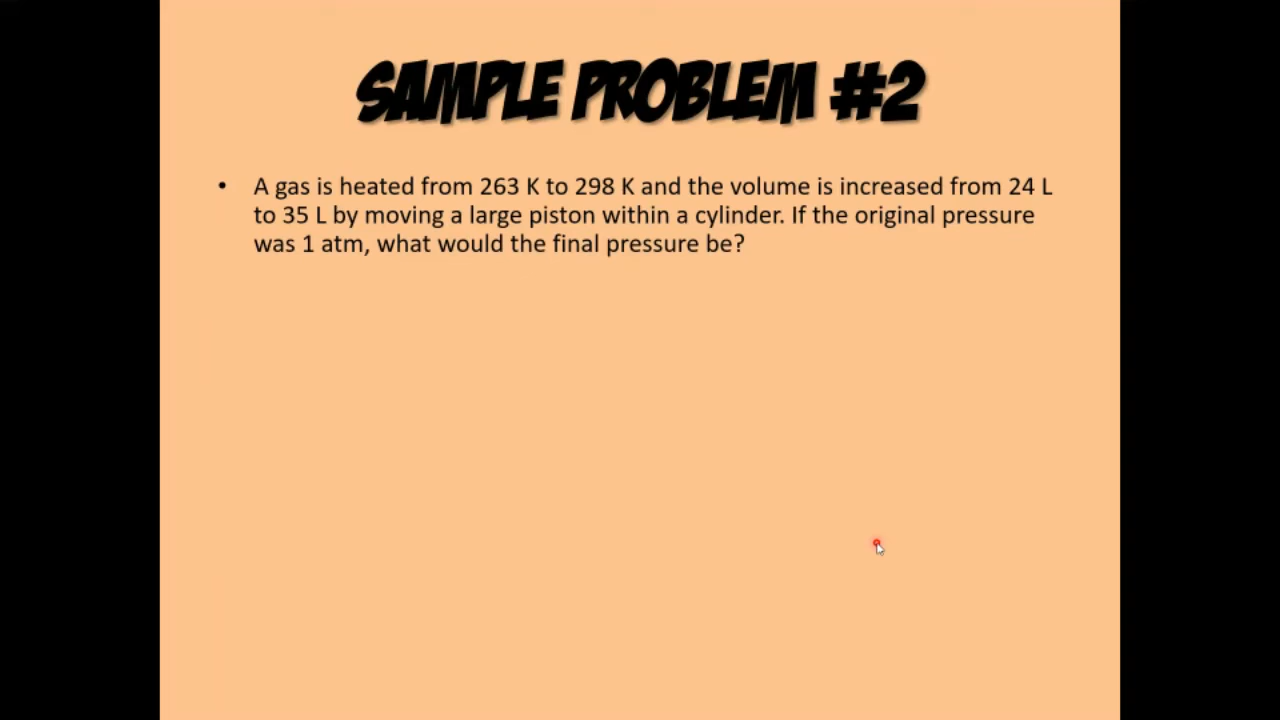 SAMPLE PROBLEM #2
• A gas is heated from 263 K to 298 K and the volume is increased from 24 L
to 35 L by moving a large piston within a cylinder. If the original pressure
was 1 atm, what would the final pressure be?